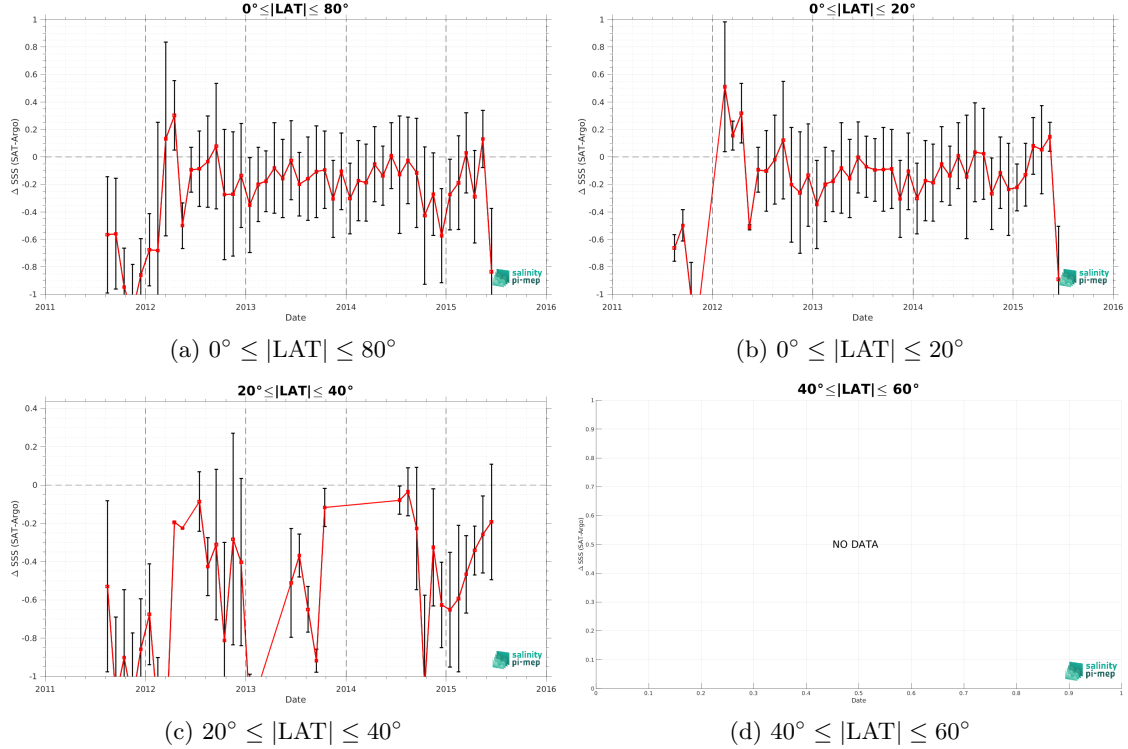 0°≤|LAT|≤ 80°
Δ SSS (SAT-Argo)
1
0.8
0.6
0.4
0.2
0
-0.2
-0.4
-0.6
-0.8
-1
2011
2012
2013
2014
2015
2016
Date
salinity
pi-mep
(a) 0° ≤ |LAT| ≤ 80°
0°≤|LAT|≤ 20°
Δ SSS (SAT-Argo)
1
0.8
0.6
0.4
0.2
0
-0.2
-0.4
-0.6
-0.8
-1
2011
2012
2013
2014
2015
2016
Date
salinity
pi-mep
(b) 0° ≤ |LAT| ≤ 20°
20°≤|LAT|≤ 40°
Δ SSS (SAT-Argo)
0.4
0.2
0
-0.2
-0.4
-0.6
-0.8
-1
2011
2012
2013
2014
2015
2016
Date
salinity
pi-mep
(c) 20° ≤ |LAT| ≤ 40°
40°≤|LAT|≤ 60°
Δ SSS (SAT-Argo)
1
0.9
0.8
0.7
0.6
0.5
0.4
0.3
0.2
0.1
0
NO DATA
0
0.1
0.2
0.3
0.4
0.5
0.6
0.7
0.8
0.9
1
Date
salinity
pi-mep
(d) 40° ≤ |LAT| ≤ 60°